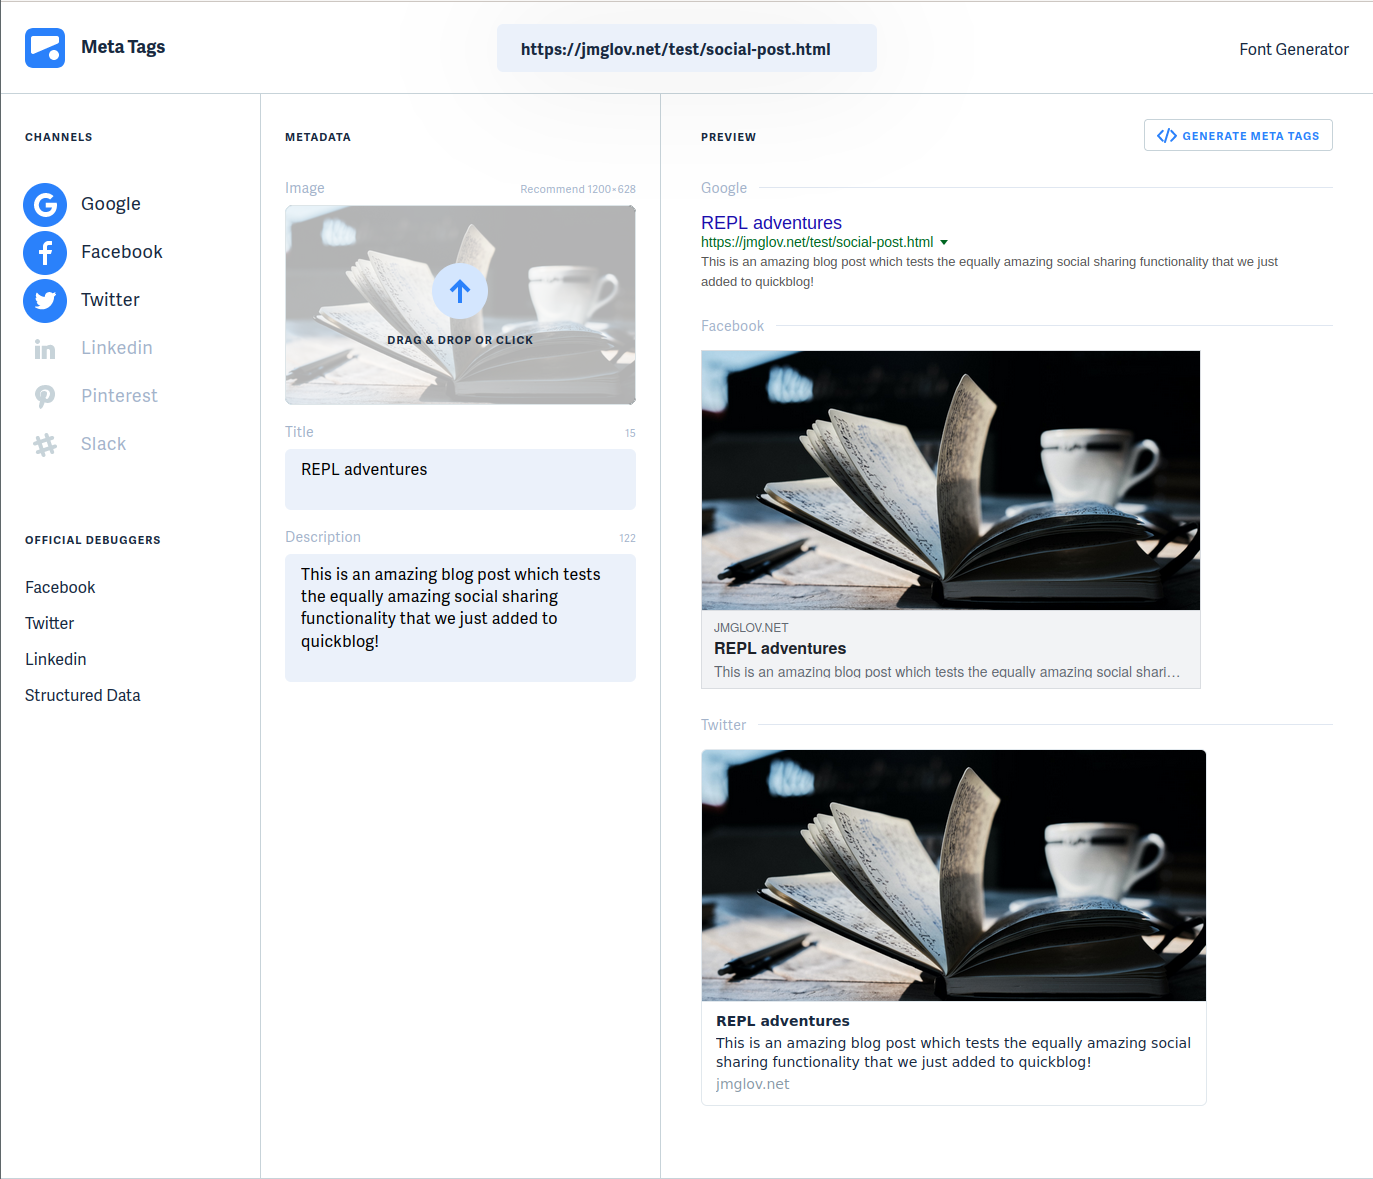 Meta Tags
https://jmglov.net/test/social-post.html
Font Generator
CHANNELS
Google
Facebook
Twitter
Linkedin
Pinterest
Slack
OFFICIAL DEBUGGERS
Facebook
Twitter
Linkedin
Structured Data
METADATA
Image
Recommend 1200×628
DRAG & DROP OR CLICK
Title
15
REPL adventures
Description
122
This is an amazing blog post which tests
the equally amazing social sharing
functionality that we just added to
quickblog!
PREVIEW
GENERATE META TAGS
Google
REPL adventures
https://jmglov.net/test/social-post.html
This is an amazing blog post which tests the equally amazing social sharing functionality that we just
added to quickblog!
Facebook
JMGLOV.NET
REPL adventures
This is an amazing blog post which tests the equally amazing social shari...
Twitter
REPL adventures
This is an amazing blog post which tests the equally amazing social
sharing functionality that we just added to quickblog!
jmglov.net